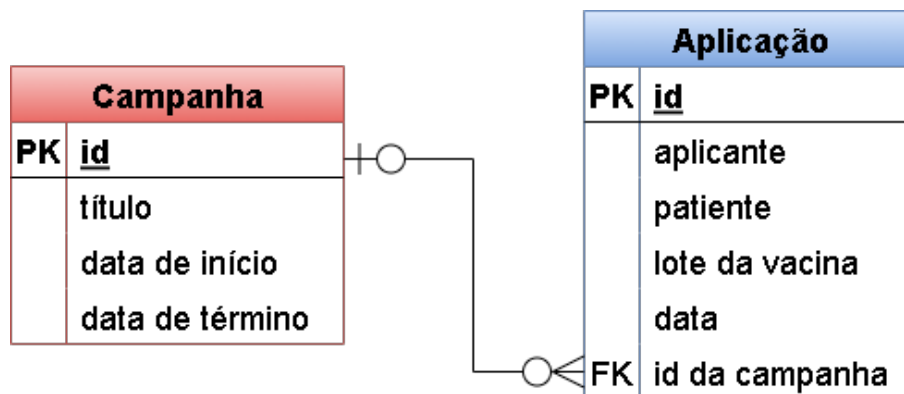 Campanha
PK id
título
data de início
data de término
Aplicação
PK id
aplicante
patiente
lote da vacina
data
FK id da campanha